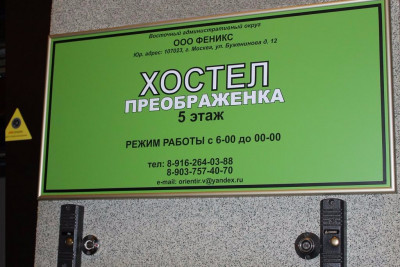 Восточный административный округ
ООО ФЕНИКС
Юр. адрес: 107023, г. Москва, ул. Буженинова д. 12
ХОСТЕЛ
ПРЕОБРАЖЕНКА
5 этаж
РЕЖИМ РАБОТЫ с 6-00 до 00-00
тел: 8-916-264-03-88
8-903-757-40-70
e-mail: orientir.v@yandex.ru